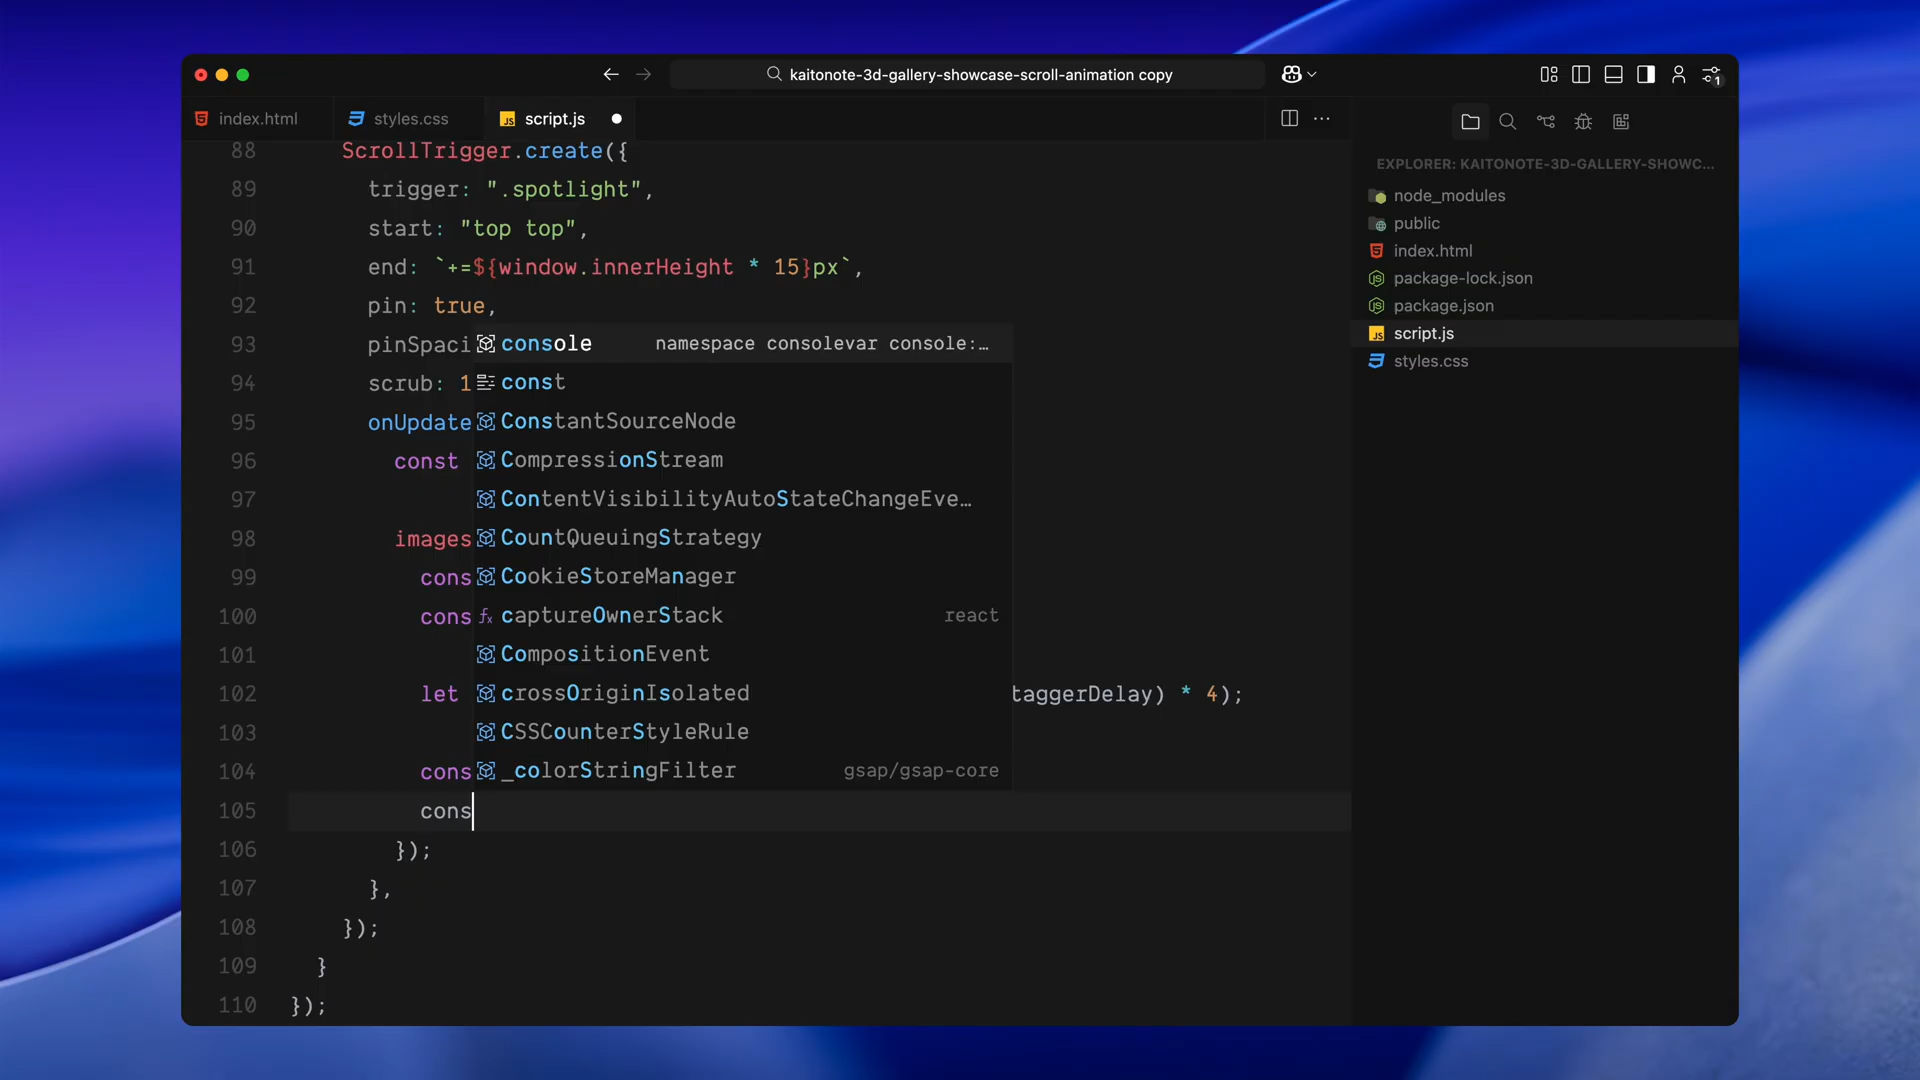 kaitonote-3d-gallery-showcase-scroll-animation copy
1
index.html
styles.css
JS script.js
88 ScrollTrigger.create({
89 trigger: ".spotlight",
90 start: "top top",
91 end: `+=${window.innerHeight * 15}px`,
92 pin: true,
93 pinSpaci
94 scrub: 1
95 onUpdate
96 const
97
98 images
99 cons
100 cons
101
102 let taggerDelay) * 4);
103
104 cons
105 cons
106 });
107 },
108 });
109 }
110 });
console namespace consolevar console:…
const
ConstantSourceNode
CompressionStream
ContentVisibilityAutoStateChangeEve…
CountQueuingStrategy
CookieStoreManager
captureOwnerStack react
CompositionEvent
crossOriginIsolated
CSSCounterStyleRule
_colorStringFilter gsap/gsap-core
EXPLORER: KAITONOTE-3D-GALLERY-SHOWC...
node_modules
public
index.html
package-lock.json
package.json
JS script.js
styles.css